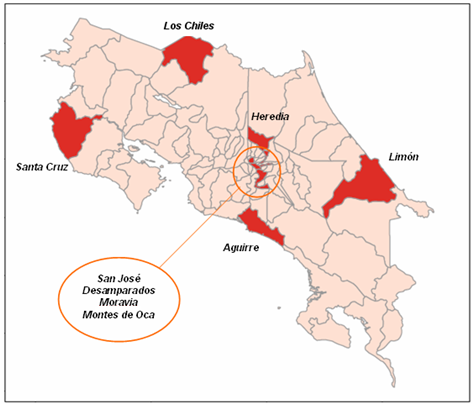 Los Chiles
Heredia
Limón
Santa Cruz
Aguirre
San José
Desamparados
Moravia
Montes de Oca